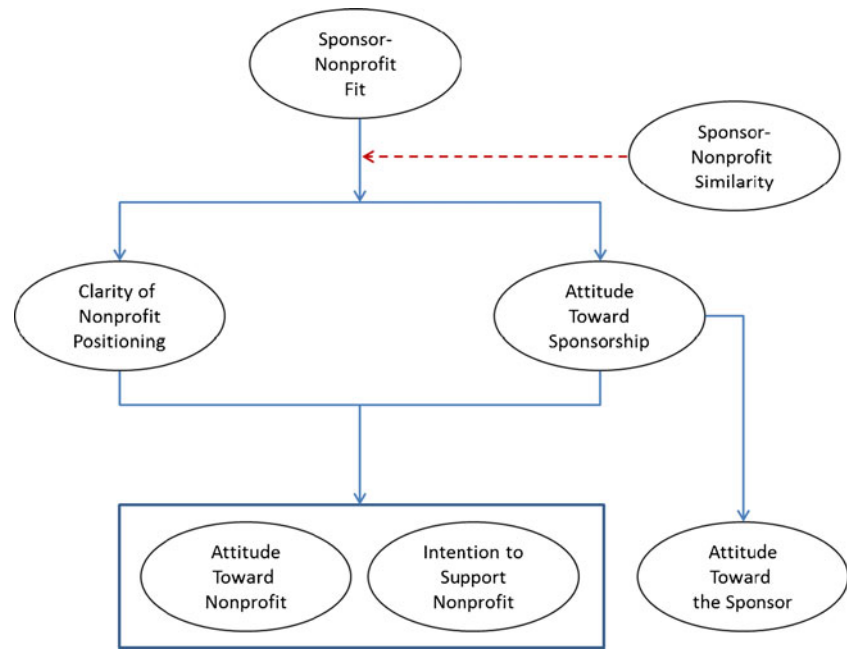 Sponsor-
Nonprofit
Fit
Sponsor-
Nonprofit
Similarity
Clarity of
Nonprofit
Positioning
Attitude
Toward
Sponsorship
Attitude
Toward
Nonprofit
Intention to
Support
Nonprofit
Attitude
Toward
the Sponsor